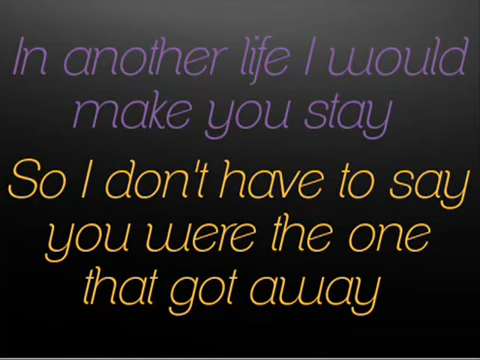 In another life I would
make you stay
So I don't have to say
you were the one
that got away